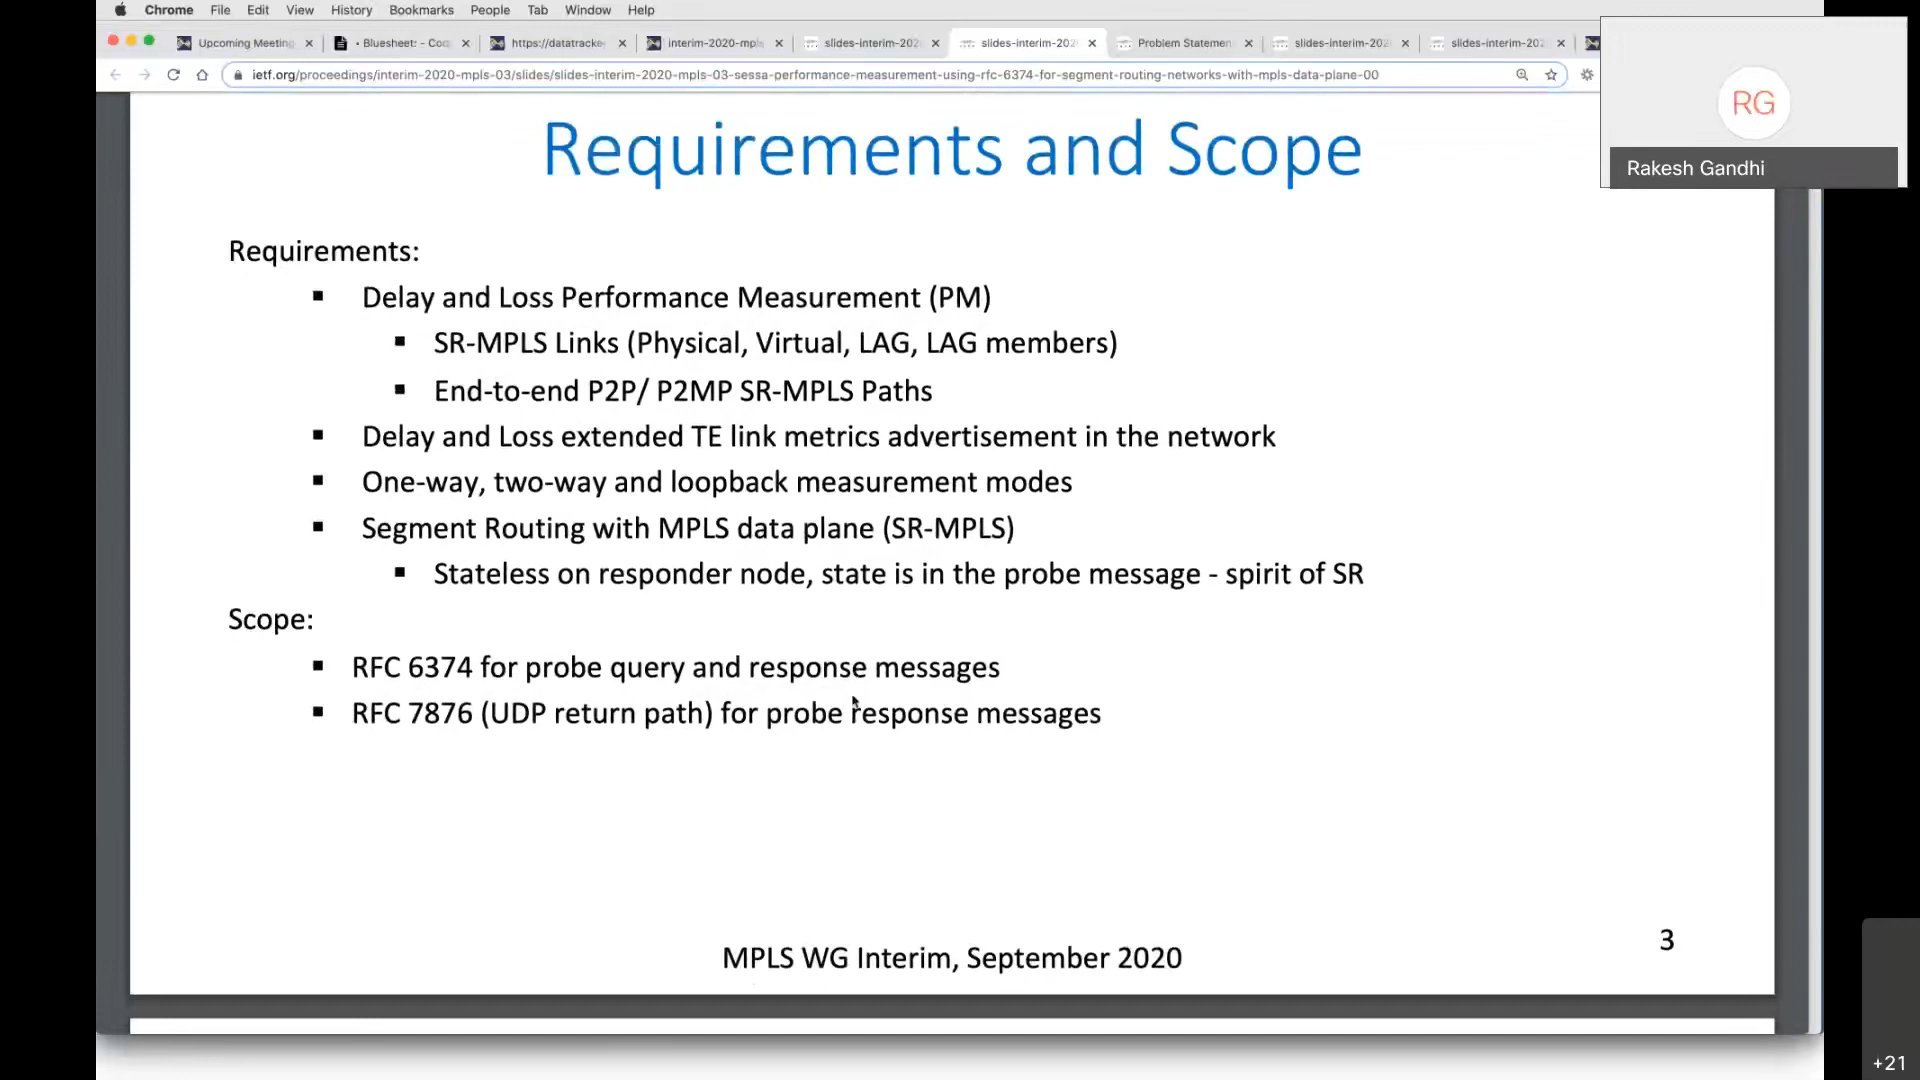 Chrome File Edit View History Bookmarks People Tab Window Help
Upcoming Meeting
• Bluesheet: - Cod
https://datatracke
interim-2020-mpls
slides-interim-202
slides-interim-202
Problem Statemen
slides-interim-202
slides-interim-202
ietf.org/proceedings/interim-2020-mpls-03/slides/slides-interim-2020-mpls-03-sessa-performance-measurement-using-rfc-6374-for-segment-routing-networks-with-mpls-data-plane-00
RG
Rakesh Gandhi
Requirements and Scope
Requirements:
▪ Delay and Loss Performance Measurement (PM)
▪ SR-MPLS Links (Physical, Virtual, LAG, LAG members)
▪ End-to-end P2P/ P2MP SR-MPLS Paths
▪ Delay and Loss extended TE link metrics advertisement in the network
▪ One-way, two-way and loopback measurement modes
▪ Segment Routing with MPLS data plane (SR-MPLS)
▪ Stateless on responder node, state is in the probe message - spirit of SR
Scope:
▪ RFC 6374 for probe query and response messages
▪ RFC 7876 (UDP return path) for probe response messages
3
MPLS WG Interim, September 2020
+21